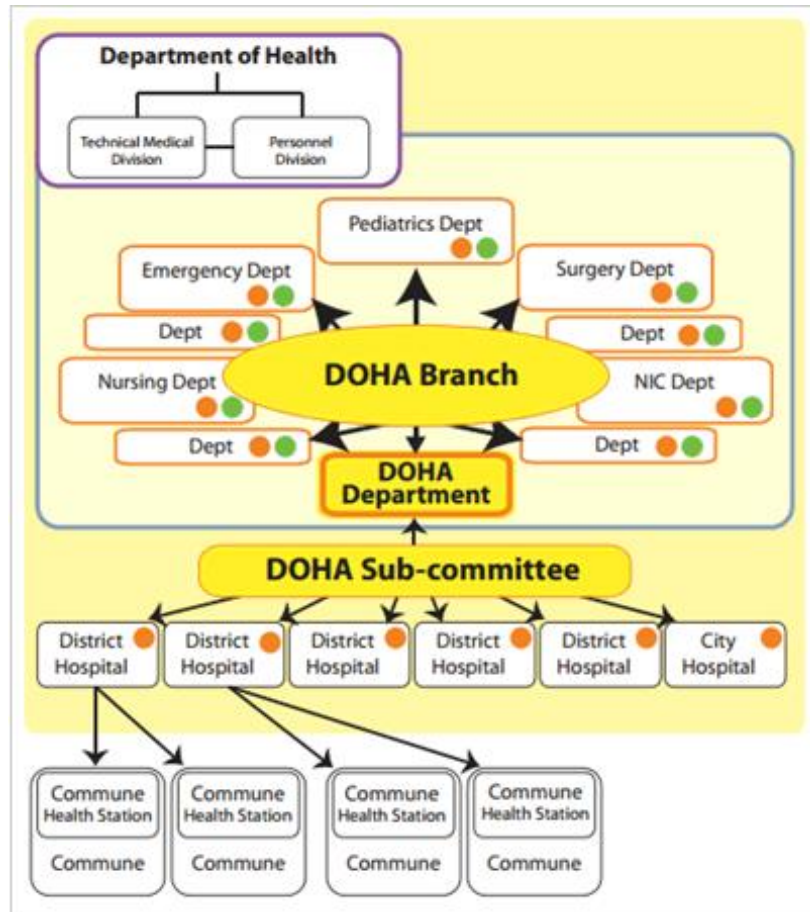 Department of Health
Technical Medical
Division
Personnel
Division
Pediatrics Dept
Emergency Dept
Surgery Dept
Dept
Dept
DOHA Branch
Nursing Dept
NIC Dept
Dept
Dept
DOHA
Department
DOHA Sub-committee
District
Hospital
District
Hospital
District
Hospital
District
Hospital
District
Hospital
City
Hospital
Commune
Health Station
Commune
Commune
Health Station
Commune
Commune
Health Station
Commune
Commune
Health Station
Commune